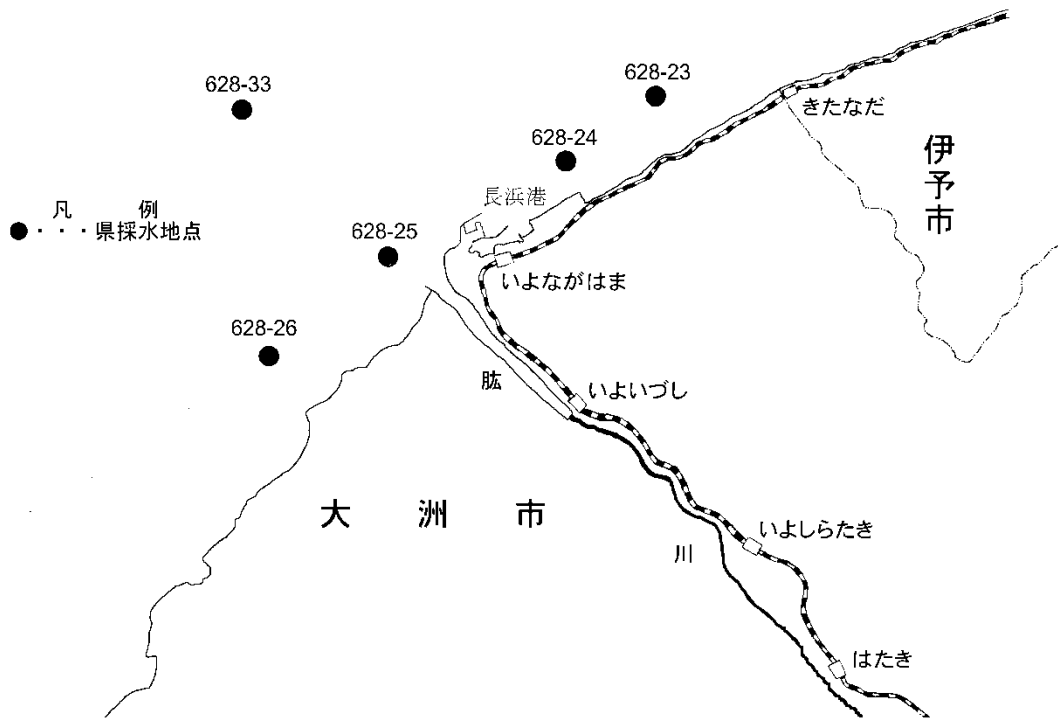 628-33
628-23
きたなだ
628-24
伊予市
長浜港
凡例
●・・・県採水地点
628-25
いよながはま
628-26
肱川
いよいづし
大洲市
いよしらたき
はたき